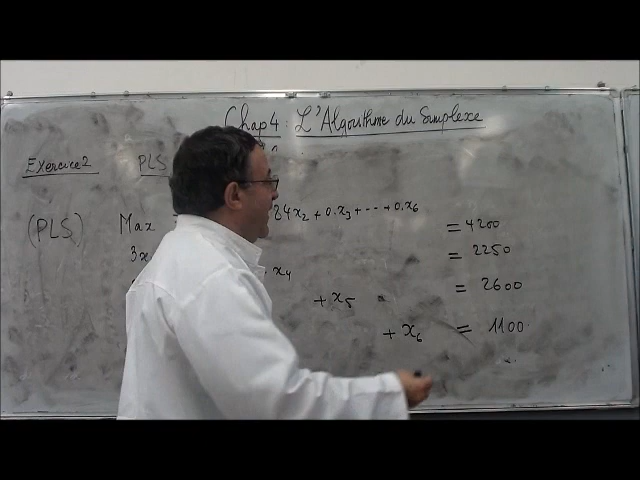 Chap4 : L'Algorithme du Simplexe
Exercice2 PLS
(PLS) Max 24x₂ + 0.x₃ + --- + 0.x₆
3x = 4200
x₄ = 2250
+ x₅ = 2600
+ x₆ = 1100